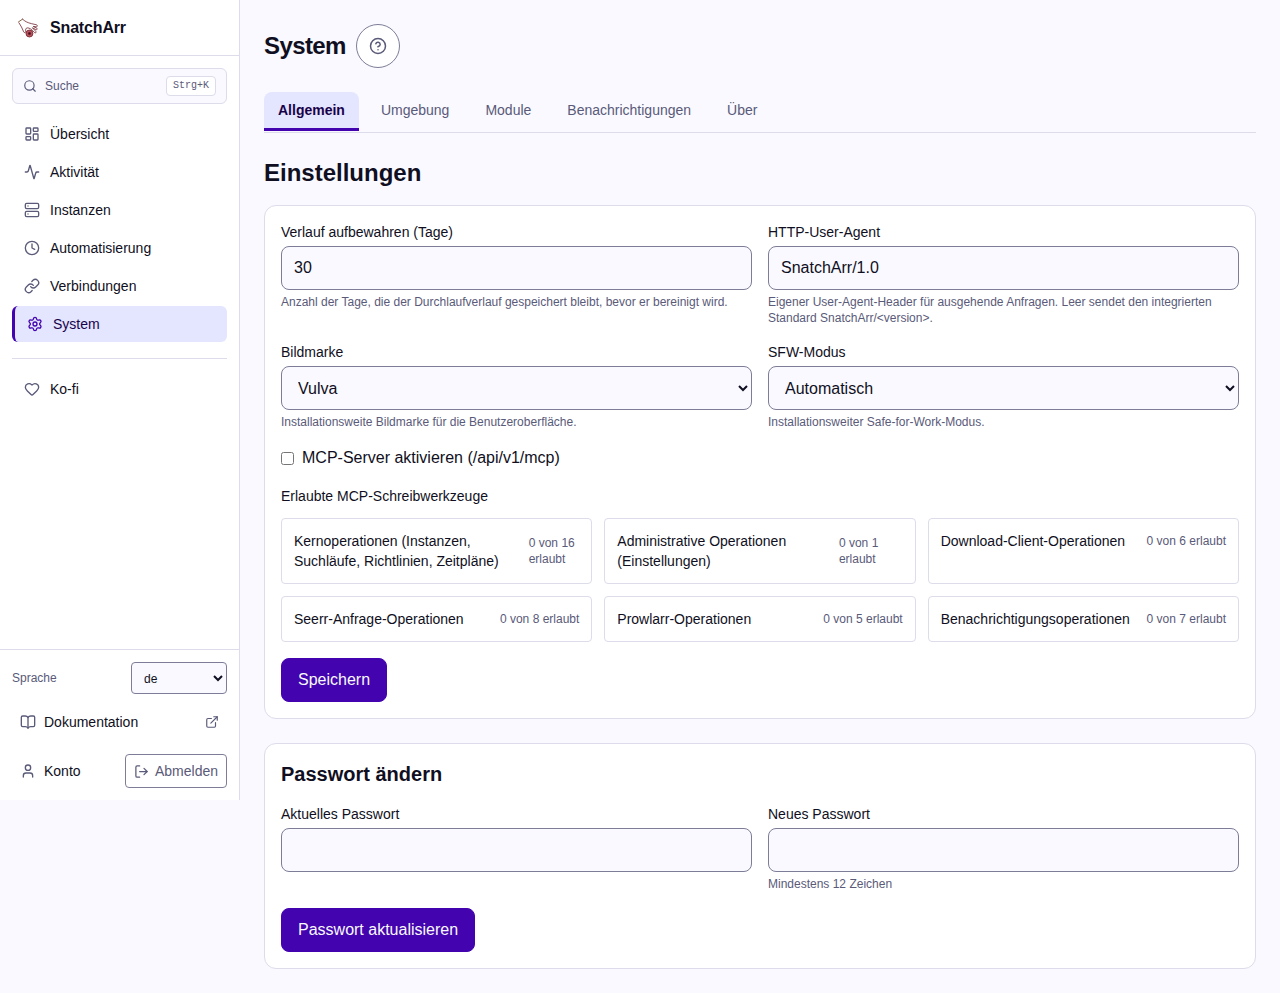 SnatchArr
Suche Strg+K
Übersicht
Aktivität
Instanzen
Automatisierung
Verbindungen
System
Ko-fi
Sprache de
Dokumentation
Konto Abmelden
System
Allgemein Umgebung Module Benachrichtigungen Über
Einstellungen
Verlauf aufbewahren (Tage)
30
Anzahl der Tage, die der Durchlaufverlauf gespeichert bleibt, bevor er bereinigt wird.
HTTP-User-Agent
SnatchArr/1.0
Eigener User-Agent-Header für ausgehende Anfragen. Leer sendet den integrierten
Standard SnatchArr/<version>.
Bildmarke
Vulva
Installationsweite Bildmarke für die Benutzeroberfläche.
SFW-Modus
Automatisch
Installationsweiter Safe-for-Work-Modus.
MCP-Server aktivieren (/api/v1/mcp)
Erlaubte MCP-Schreibwerkzeuge
Kernoperationen (Instanzen,
Suchläufe, Richtlinien, Zeitpläne)
0 von 16
erlaubt
Administrative Operationen
(Einstellungen)
0 von 1
erlaubt
Download-Client-Operationen 0 von 6 erlaubt
Seerr-Anfrage-Operationen 0 von 8 erlaubt
Prowlarr-Operationen 0 von 5 erlaubt
Benachrichtigungsoperationen 0 von 7 erlaubt
Speichern
Passwort ändern
Aktuelles Passwort
Neues Passwort
Mindestens 12 Zeichen
Passwort aktualisieren